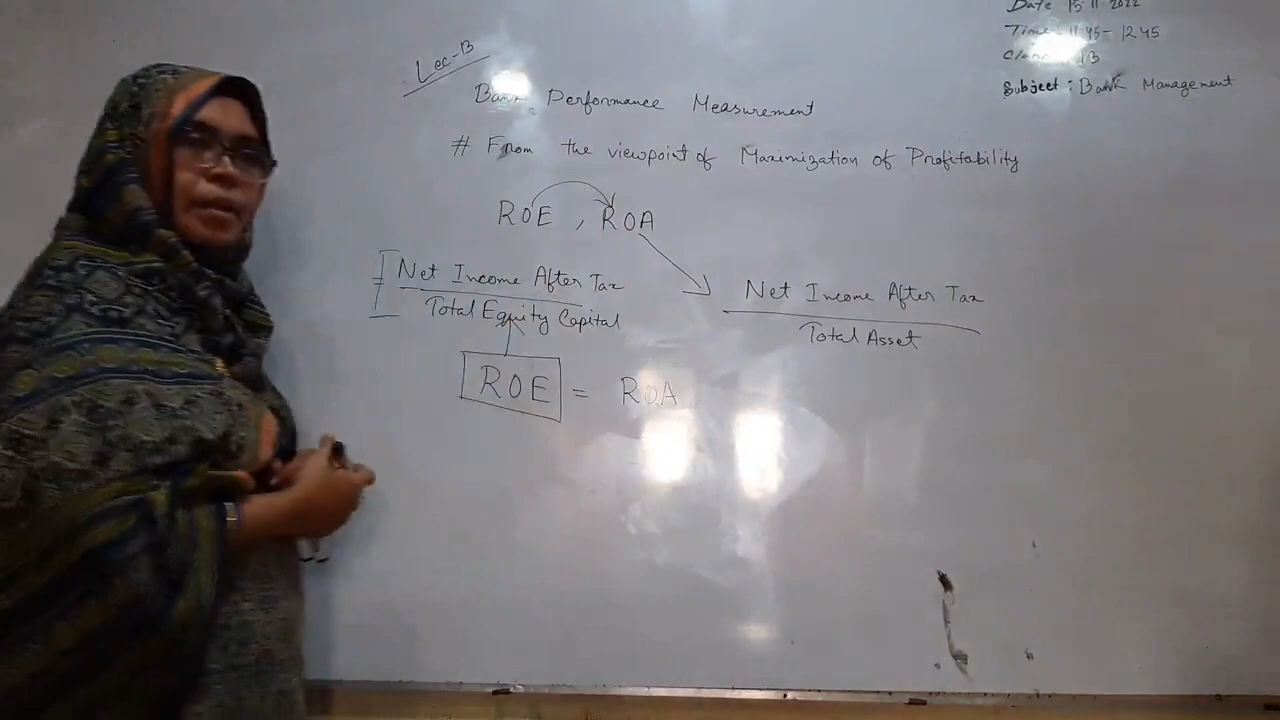 Date 15 11 2022
Lec-13
Time: 11:45 - 12 45
13
Subject: Bank Management
Bank Performance Measurement
# From the viewpoint of Maximization of Profitability
ROE , ROA
= Net Income After Tax
Total Equity Capital
Net Income After Tax
Total Asset
ROE = ROA